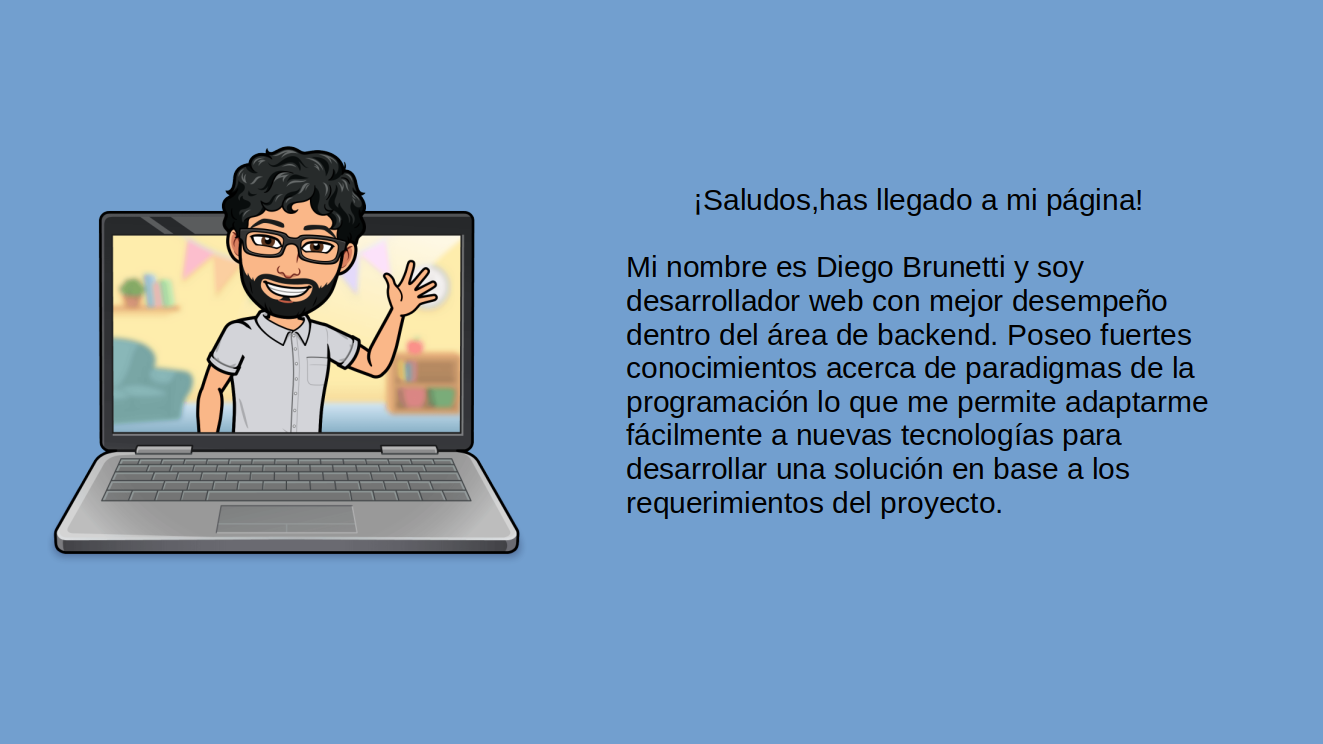 ¡Saludos,has llegado a mi página!
Mi nombre es Diego Brunetti y soy
desarrollador web con mejor desempeño
dentro del área de backend. Poseo fuertes
conocimientos acerca de paradigmas de la
programación lo que me permite adaptarme
fácilmente a nuevas tecnologías para
desarrollar una solución en base a los
requerimientos del proyecto.